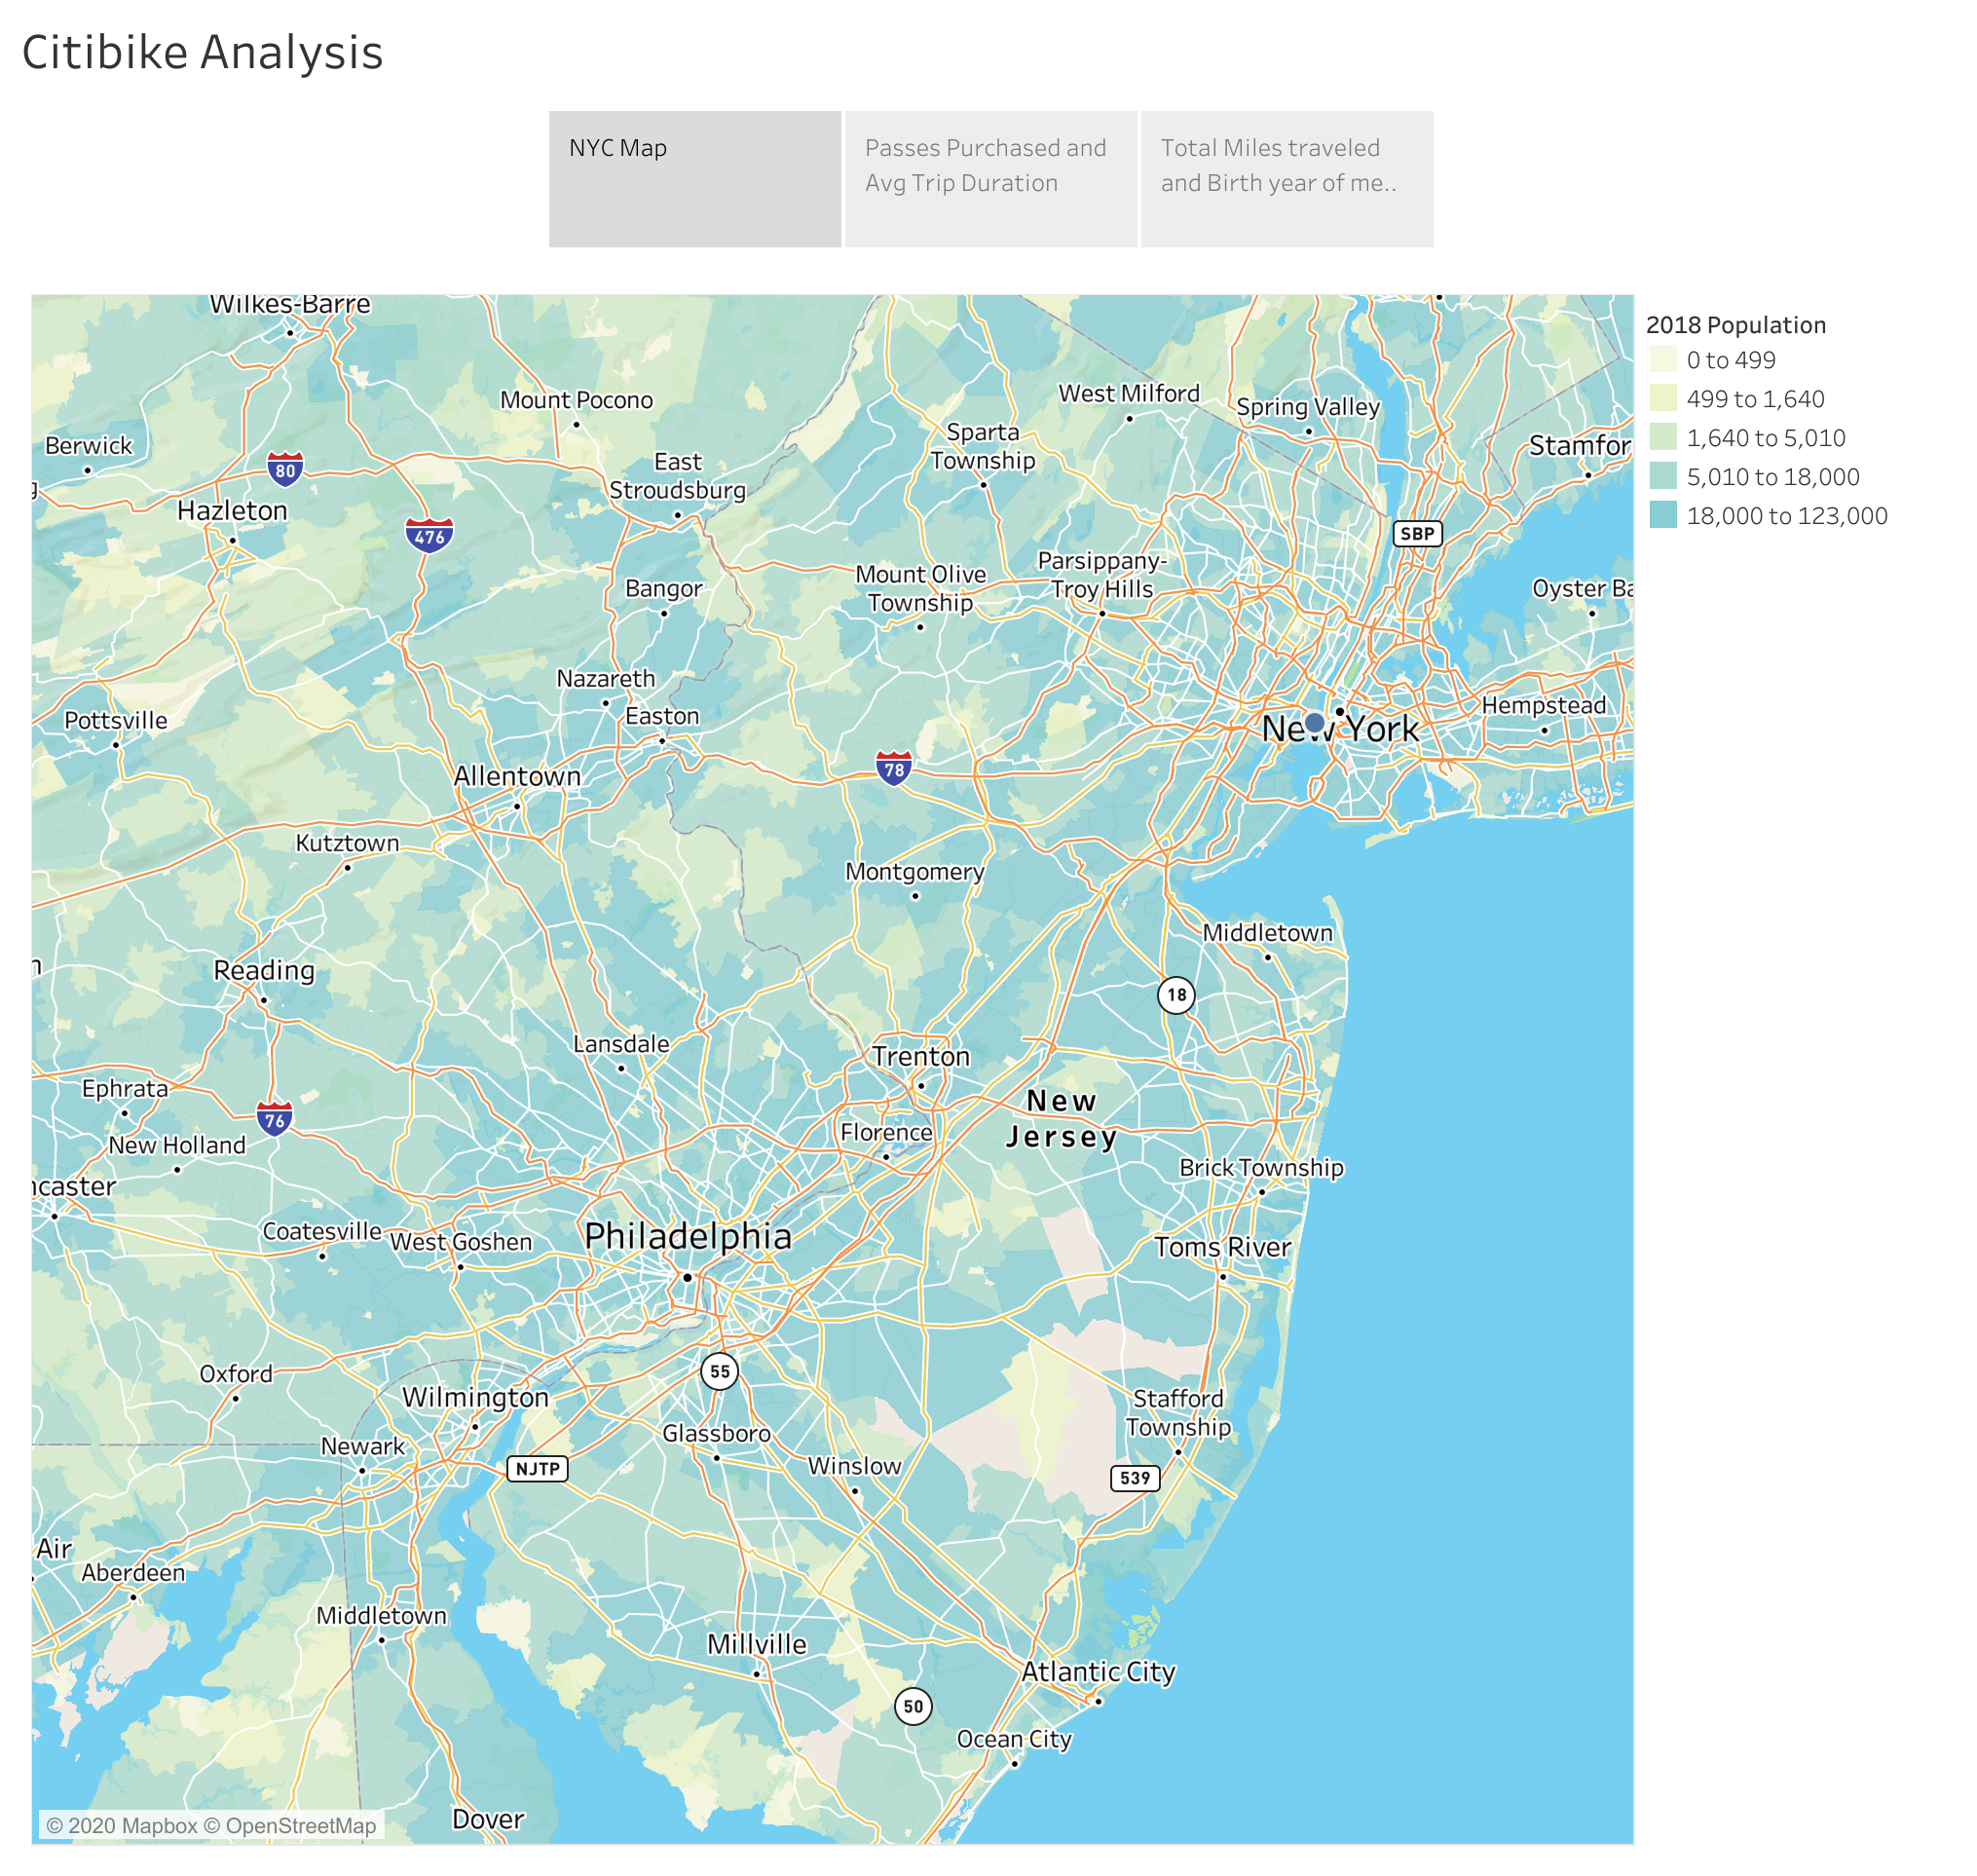 Citibike Analysis
NYC Map
Passes Purchased and
Avg Trip Duration
Total Miles traveled
and Birth year of me..
2018 Population
0 to 499
499 to 1,640
1,640 to 5,010
5,010 to 18,000
18,000 to 123,000
Wilkes-Barre
Mount Pocono
West Milford
Spring Valley
Berwick
80
East
Stroudsburg
Sparta
Township
Stamfor
Hazleton
476
SBP
Bangor
Mount Olive
Township
Parsippany-
Troy Hills
Oyster Ba
Nazareth
Easton
Pottsville
New York
Hempstead
Allentown
78
Kutztown
Montgomery
Middletown
Reading
18
Lansdale
Trenton
Ephrata
76
New
Jersey
New Holland
Florence
ncaster
Brick Township
Coatesville
West Goshen
Philadelphia
Toms River
Oxford
55
Wilmington
Stafford
Township
Newark
Glassboro
NJTP
Winslow
539
Air
Aberdeen
Middletown
Millville
Atlantic City
50
Ocean City
Dover
© 2020 Mapbox © OpenStreetMap